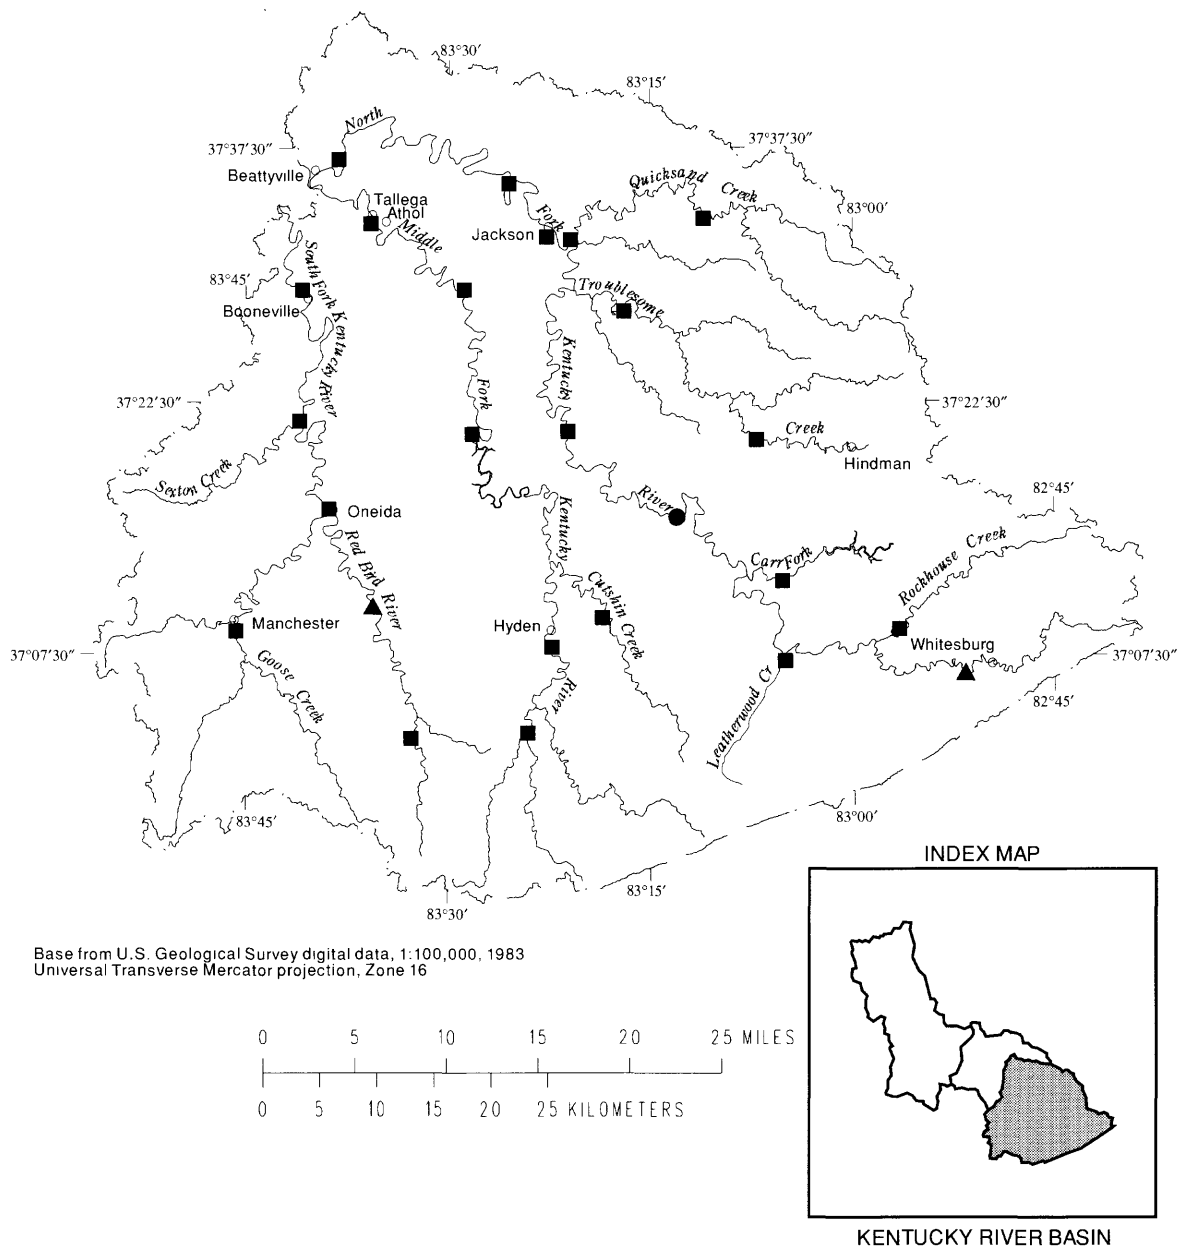 83°30′
83°15′
North
37°37′30″
37°37′30″
Beattyville
Quicksand Creek
Tallega
Athol
Middle
Fork
Jackson
83°00′
South Fork Kentucky River
83°45′
Troublesome
Booneville
Kentucky
Fork
37°22′30″
37°22′30″
Creek
Hindman
Sexton Creek
River
82°45′
Oneida
Kentucky
Red Bird River
Carr Fork
Rockhouse Creek
Cutshin Creek
Manchester
Hyden
Whitesburg
37°07′30″
37°07′30″
Goose Creek
River
Leatherwood Cr
82°45′
83°45′
83°00′
83°15′
83°30′
INDEX MAP
Base from U.S. Geological Survey digital data, 1:100,000, 1983
Universal Transverse Mercator projection, Zone 16
0 5 10 15 20 25 MILES
0 5 10 15 20 25 KILOMETERS
KENTUCKY RIVER BASIN